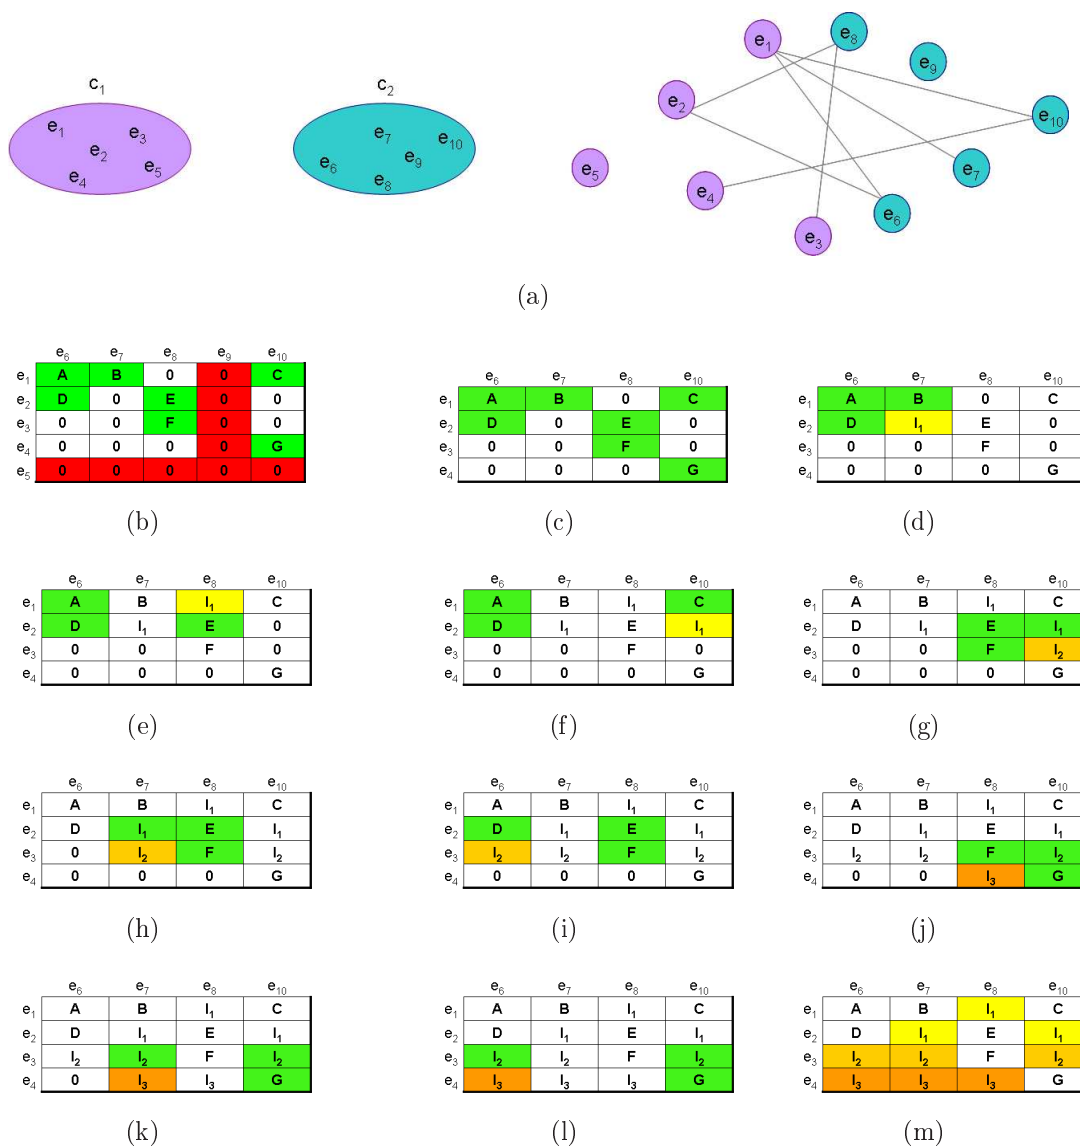 c₁ c₂
e₁ e₃ e₂ e₄ e₅
e₇ e₁₀ e₆ e₉ e₈
e₁ e₈ e₉ e₂ e₁₀ e₅ e₄ e₇ e₆ e₃
(a)
e₆ e₇ e₈ e₉ e₁₀
e₁ A B 0 0 C
e₂ D 0 E 0 0
e₃ 0 0 F 0 0
e₄ 0 0 0 0 G
e₅ 0 0 0 0 0
(b)
e₆ e₇ e₈ e₁₀
e₁ A B 0 C
e₂ D 0 E 0
e₃ 0 0 F 0
e₄ 0 0 0 G
(c)
e₆ e₇ e₈ e₁₀
e₁ A B 0 C
e₂ D I₁ E 0
e₃ 0 0 F 0
e₄ 0 0 0 G
(d)
e₆ e₇ e₈ e₁₀
e₁ A B I₁ C
e₂ D I₁ E 0
e₃ 0 0 F 0
e₄ 0 0 0 G
(e)
e₆ e₇ e₈ e₁₀
e₁ A B I₁ C
e₂ D I₁ E I₁
e₃ 0 0 F 0
e₄ 0 0 0 G
(f)
e₆ e₇ e₈ e₁₀
e₁ A B I₁ C
e₂ D I₁ E I₁
e₃ 0 0 F I₂
e₄ 0 0 0 G
(g)
e₆ e₇ e₈ e₁₀
e₁ A B I₁ C
e₂ D I₁ E I₁
e₃ 0 I₂ F I₂
e₄ 0 0 0 G
(h)
e₆ e₇ e₈ e₁₀
e₁ A B I₁ C
e₂ D I₁ E I₁
e₃ I₂ I₂ F I₂
e₄ 0 0 0 G
(i)
e₆ e₇ e₈ e₁₀
e₁ A B I₁ C
e₂ D I₁ E I₁
e₃ I₂ I₂ F I₂
e₄ 0 0 I₃ G
(j)
e₆ e₇ e₈ e₁₀
e₁ A B I₁ C
e₂ D I₁ E I₁
e₃ I₂ I₂ F I₂
e₄ 0 I₃ I₃ G
(k)
e₆ e₇ e₈ e₁₀
e₁ A B I₁ C
e₂ D I₁ E I₁
e₃ I₂ I₂ F I₂
e₄ I₃ I₃ I₃ G
(l)
e₆ e₇ e₈ e₁₀
e₁ A B I₁ C
e₂ D I₁ E I₁
e₃ I₂ I₂ F I₂
e₄ I₃ I₃ I₃ G
(m)